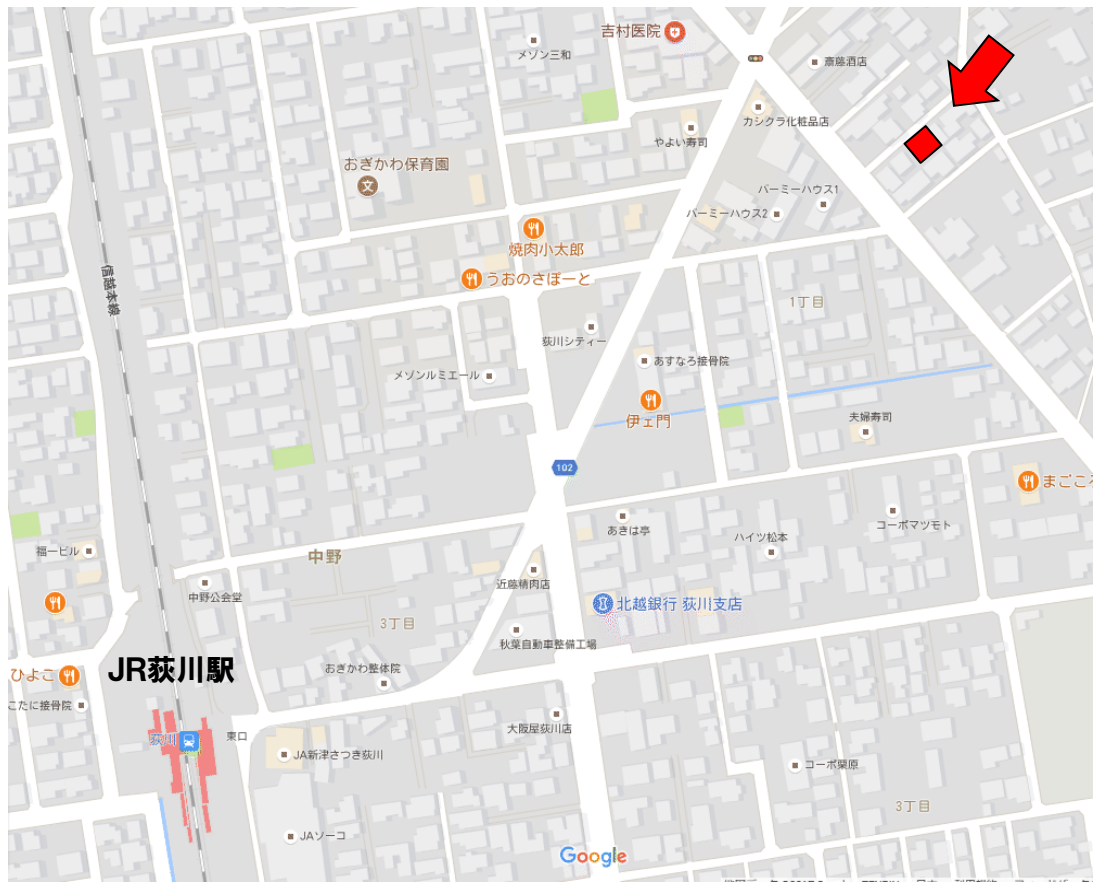 吉村医院
メゾン三和
斎藤酒店
カシクラ化粧品店
やよい寿司
おぎかわ保育園
バーミーハウス1
バーミーハウス2
焼肉小太郎
うおのさぽーと
信越本線
1丁目
荻川シティー
あすなろ接骨院
メゾンルミエール
伊ェ門
夫婦寿司
102
まごころ
あきは亭
コーポマツモト
ハイツ松本
福一ビル
中野
近藤精肉店
中野公会堂
北越銀行 荻川支店
3丁目
秋葉自動車整備工場
JR荻川駅
ひよこ
おぎかわ整体院
こたに接骨院
大阪屋荻川店
荻川
東口
JA新津さつき荻川
コーポ栗原
3丁目
JAソーコ
Google